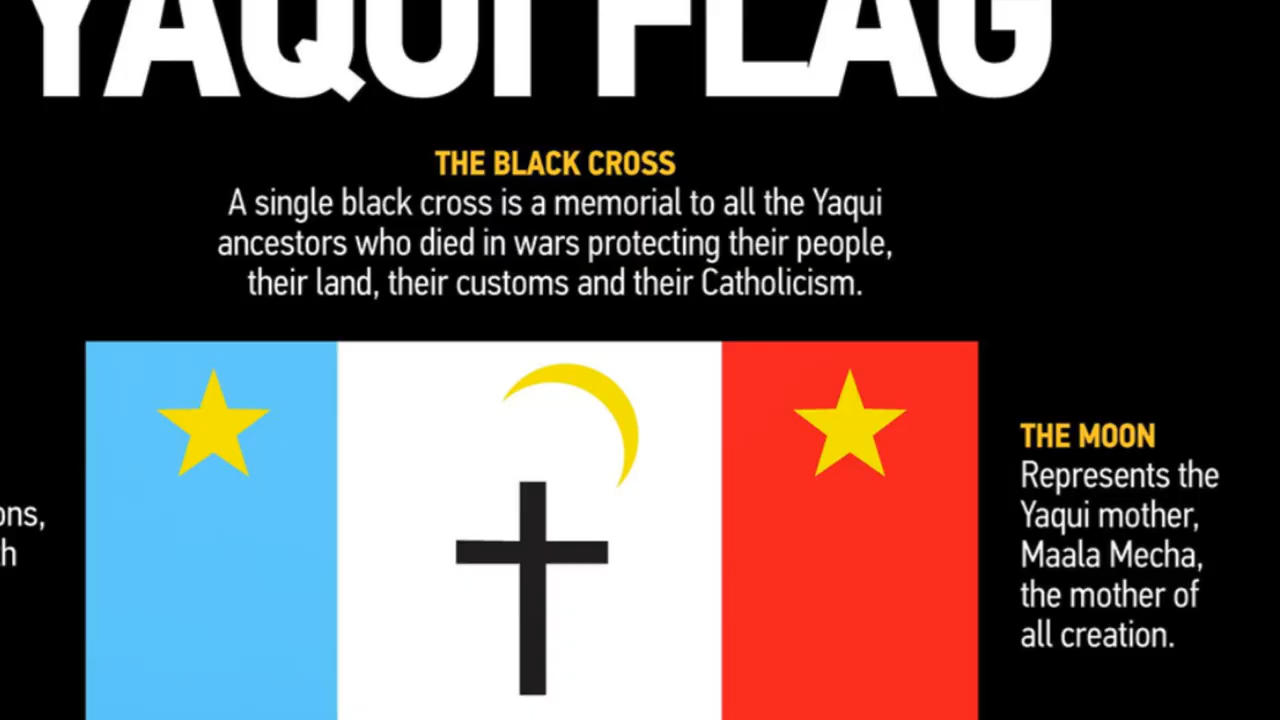 YAQUI FLAG
THE BLACK CROSS
A single black cross is a memorial to all the Yaqui
ancestors who died in wars protecting their people,
their land, their customs and their Catholicism.
THE MOON
Represents the
Yaqui mother,
Maala Mecha,
the mother of
all creation.